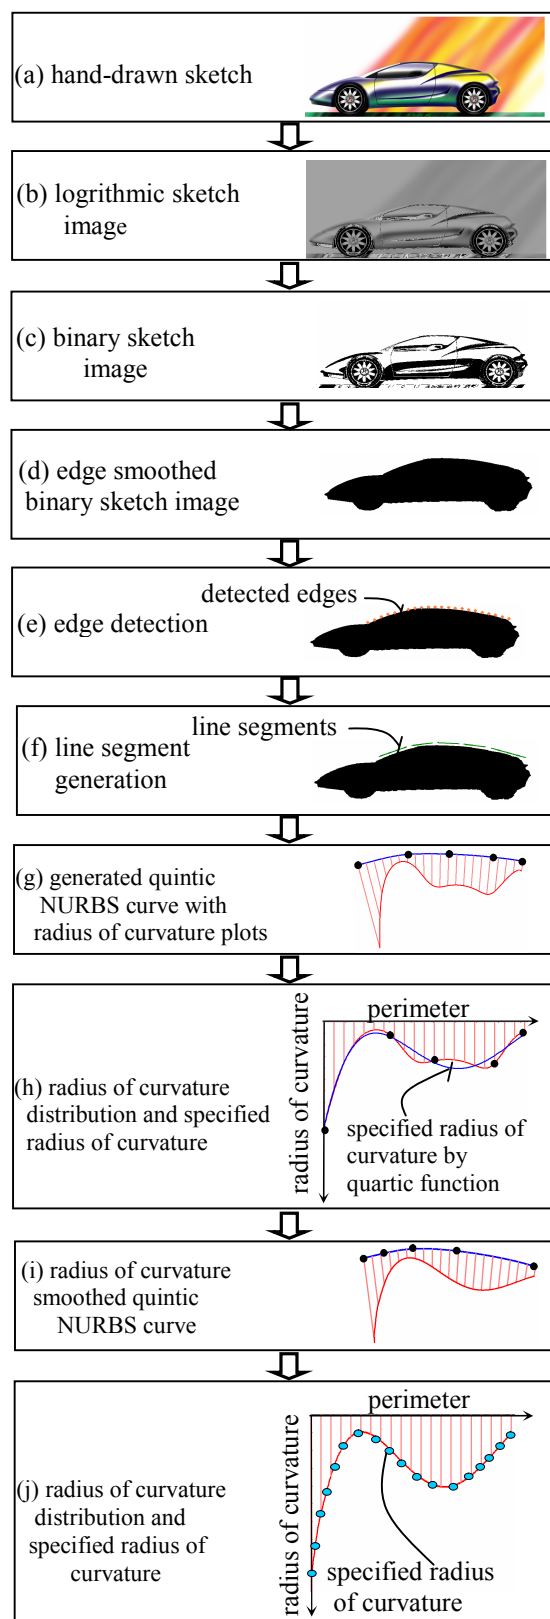 (a) hand-drawn sketch
(b) logrithmic sketch
image
(c) binary sketch
image
(d) edge smoothed
binary sketch image
detected edges
(e) edge detection
line segments
(f) line segment
generation
(g) generated quintic
NURBS curve with
radius of curvature plots
perimeter
radius of curvature
(h) radius of curvature
distribution and specified
radius of curvature
specified radius of
curvature by
quartic function
(i) radius of curvature
smoothed quintic
NURBS curve
perimeter
radius of curvature
(j) radius of curvature
distribution and
specified radius of
curvature
specified radius
of curvature